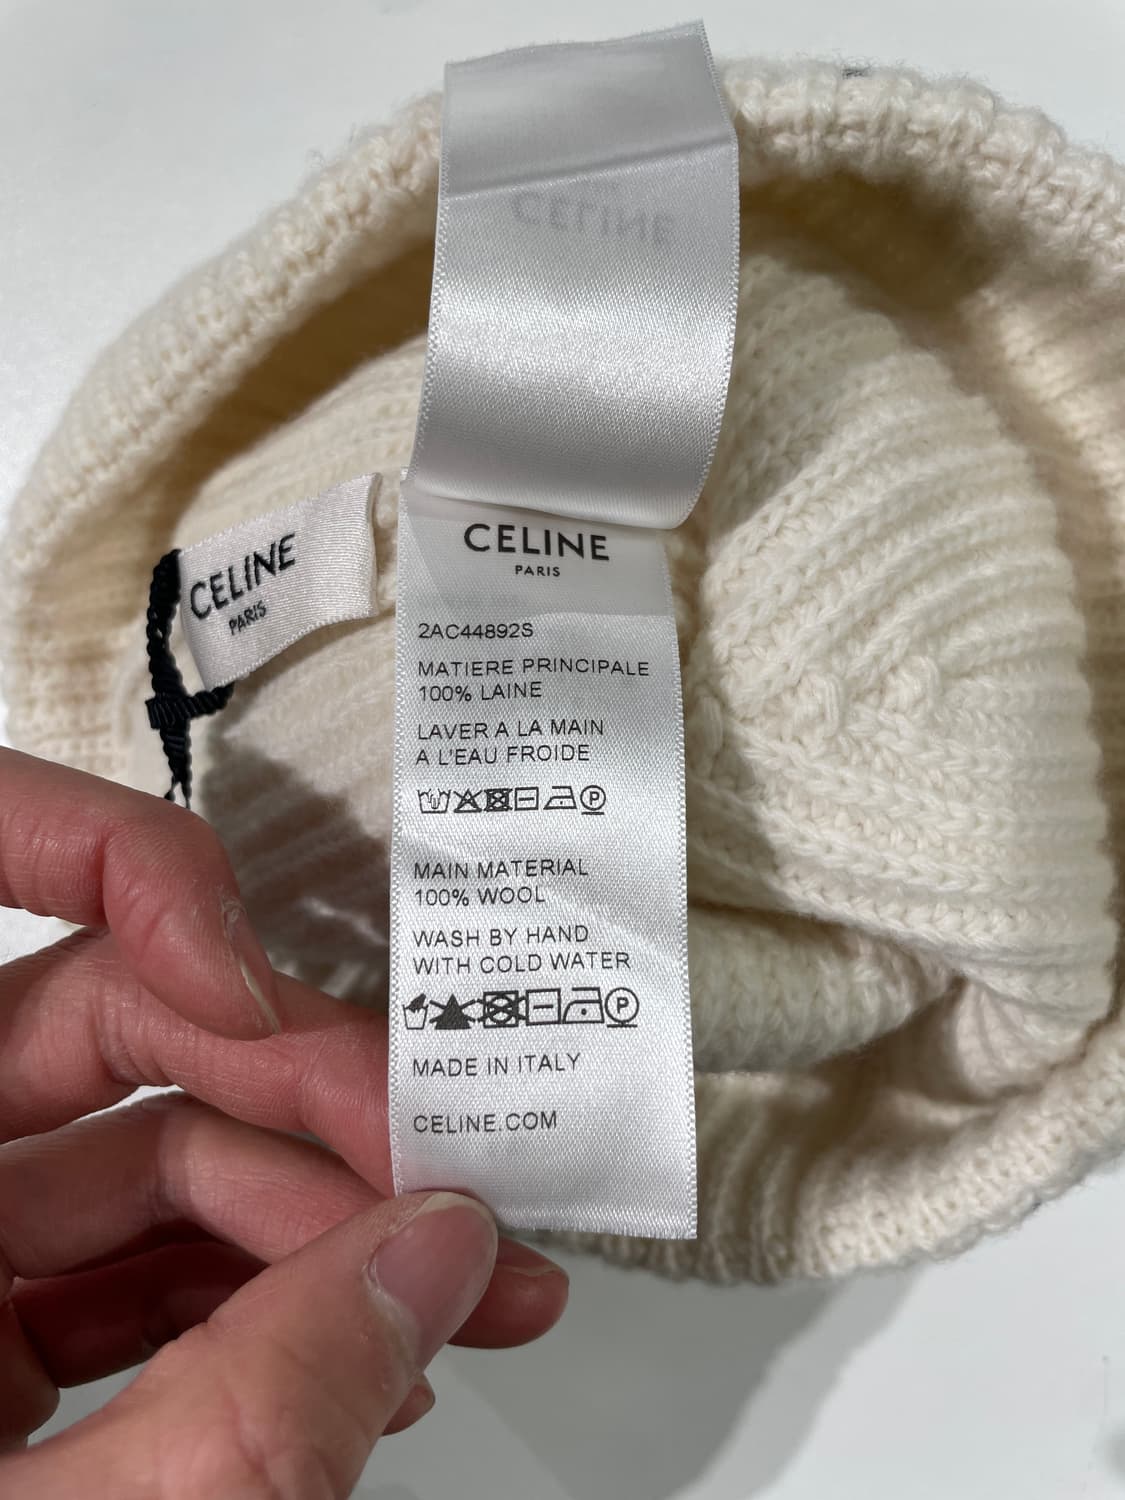 CELINE
CELINE
PARIS
CELINE
PARIS
2AC44892S
MATIERE PRINCIPALE
100% LAINE
LAVER A LA MAIN
A L'EAU FROIDE
P
MAIN MATERIAL
100% WOOL
WASH BY HAND
WITH COLD WATER
P
MADE IN ITALY
CELINE.COM